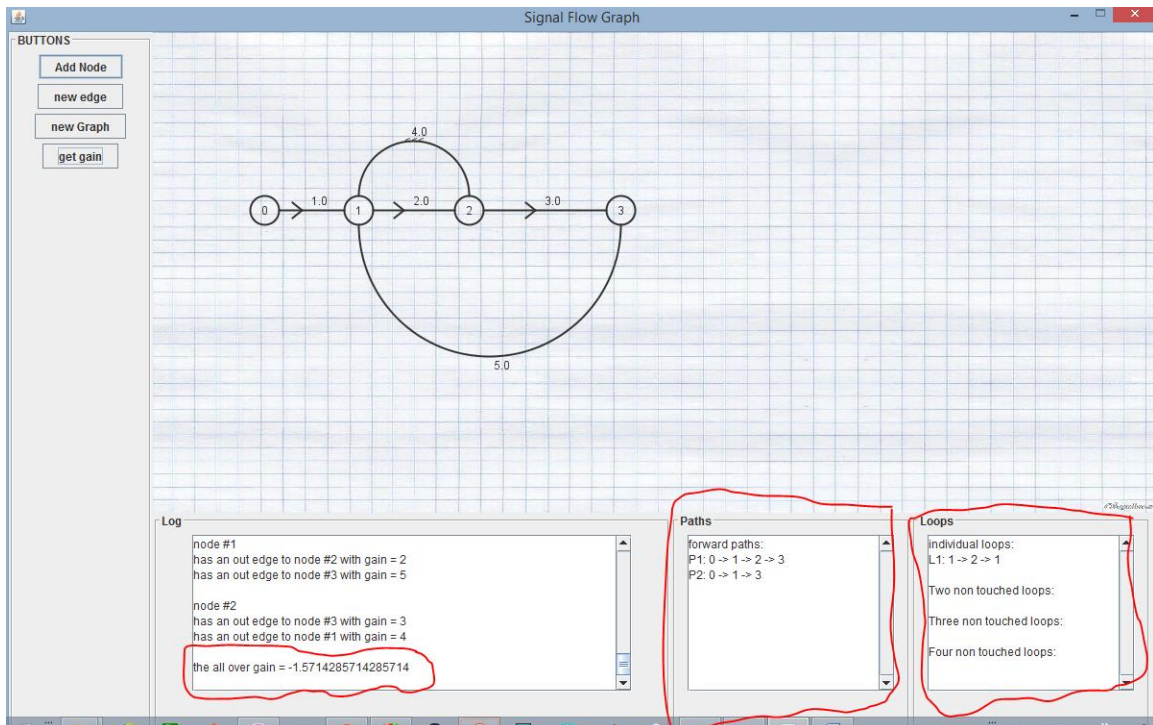 Signal Flow Graph
BUTTONS
Add Node
new edge
new Graph
get gain
4.0
0
1.0
1
2.0
2
3.0
3
5.0
Log
node #1
has an out edge to node #2 with gain = 2
has an out edge to node #3 with gain = 5
node #2
has an out edge to node #3 with gain = 3
has an out edge to node #1 with gain = 4
the all over gain = -1.5714285714285714
Paths
forward paths:
P1: 0 -> 1 -> 2 -> 3
P2: 0 -> 1 -> 3
Loops
individual loops:
L1: 1 -> 2 -> 1
Two non touched loops:
Three non touched loops:
Four non touched loops: